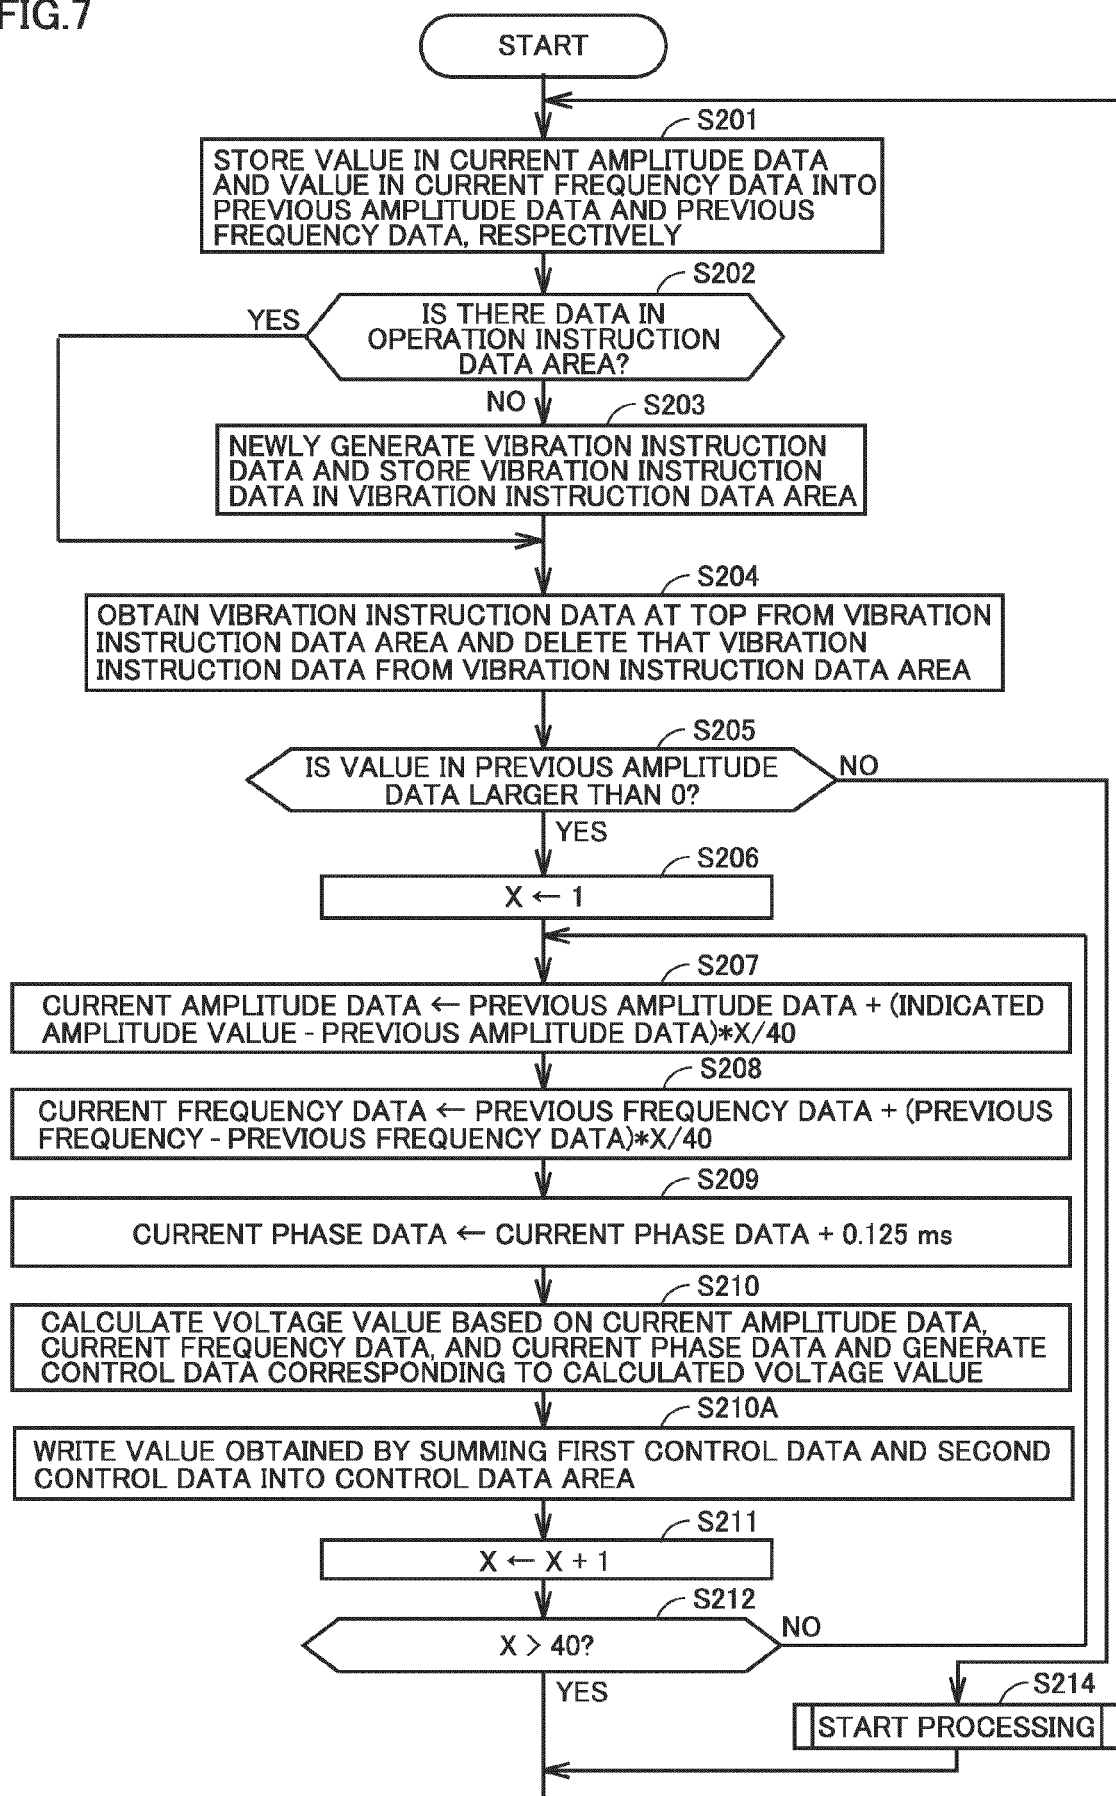 FIG.7
START
S201
STORE VALUE IN CURRENT AMPLITUDE DATA
AND VALUE IN CURRENT FREQUENCY DATA INTO
PREVIOUS AMPLITUDE DATA AND PREVIOUS
FREQUENCY DATA, RESPECTIVELY
S202
IS THERE DATA IN
OPERATION INSTRUCTION
DATA AREA?
YES
NO
S203
NEWLY GENERATE VIBRATION INSTRUCTION
DATA AND STORE VIBRATION INSTRUCTION
DATA IN VIBRATION INSTRUCTION DATA AREA
S204
OBTAIN VIBRATION INSTRUCTION DATA AT TOP FROM VIBRATION
INSTRUCTION DATA AREA AND DELETE THAT VIBRATION
INSTRUCTION DATA FROM VIBRATION INSTRUCTION DATA AREA
S205
IS VALUE IN PREVIOUS AMPLITUDE
DATA LARGER THAN 0?
NO
YES
S206
X ← 1
S207
CURRENT AMPLITUDE DATA ← PREVIOUS AMPLITUDE DATA + (INDICATED
AMPLITUDE VALUE - PREVIOUS AMPLITUDE DATA)*X/40
S208
CURRENT FREQUENCY DATA ← PREVIOUS FREQUENCY DATA + (PREVIOUS
FREQUENCY - PREVIOUS FREQUENCY DATA)*X/40
S209
CURRENT PHASE DATA ← CURRENT PHASE DATA + 0.125 ms
S210
CALCULATE VOLTAGE VALUE BASED ON CURRENT AMPLITUDE DATA,
CURRENT FREQUENCY DATA, AND CURRENT PHASE DATA AND GENERATE
CONTROL DATA CORRESPONDING TO CALCULATED VOLTAGE VALUE
S210A
WRITE VALUE OBTAINED BY SUMMING FIRST CONTROL DATA AND SECOND
CONTROL DATA INTO CONTROL DATA AREA
S211
X ← X + 1
S212
X > 40?
NO
YES
S214
START PROCESSING